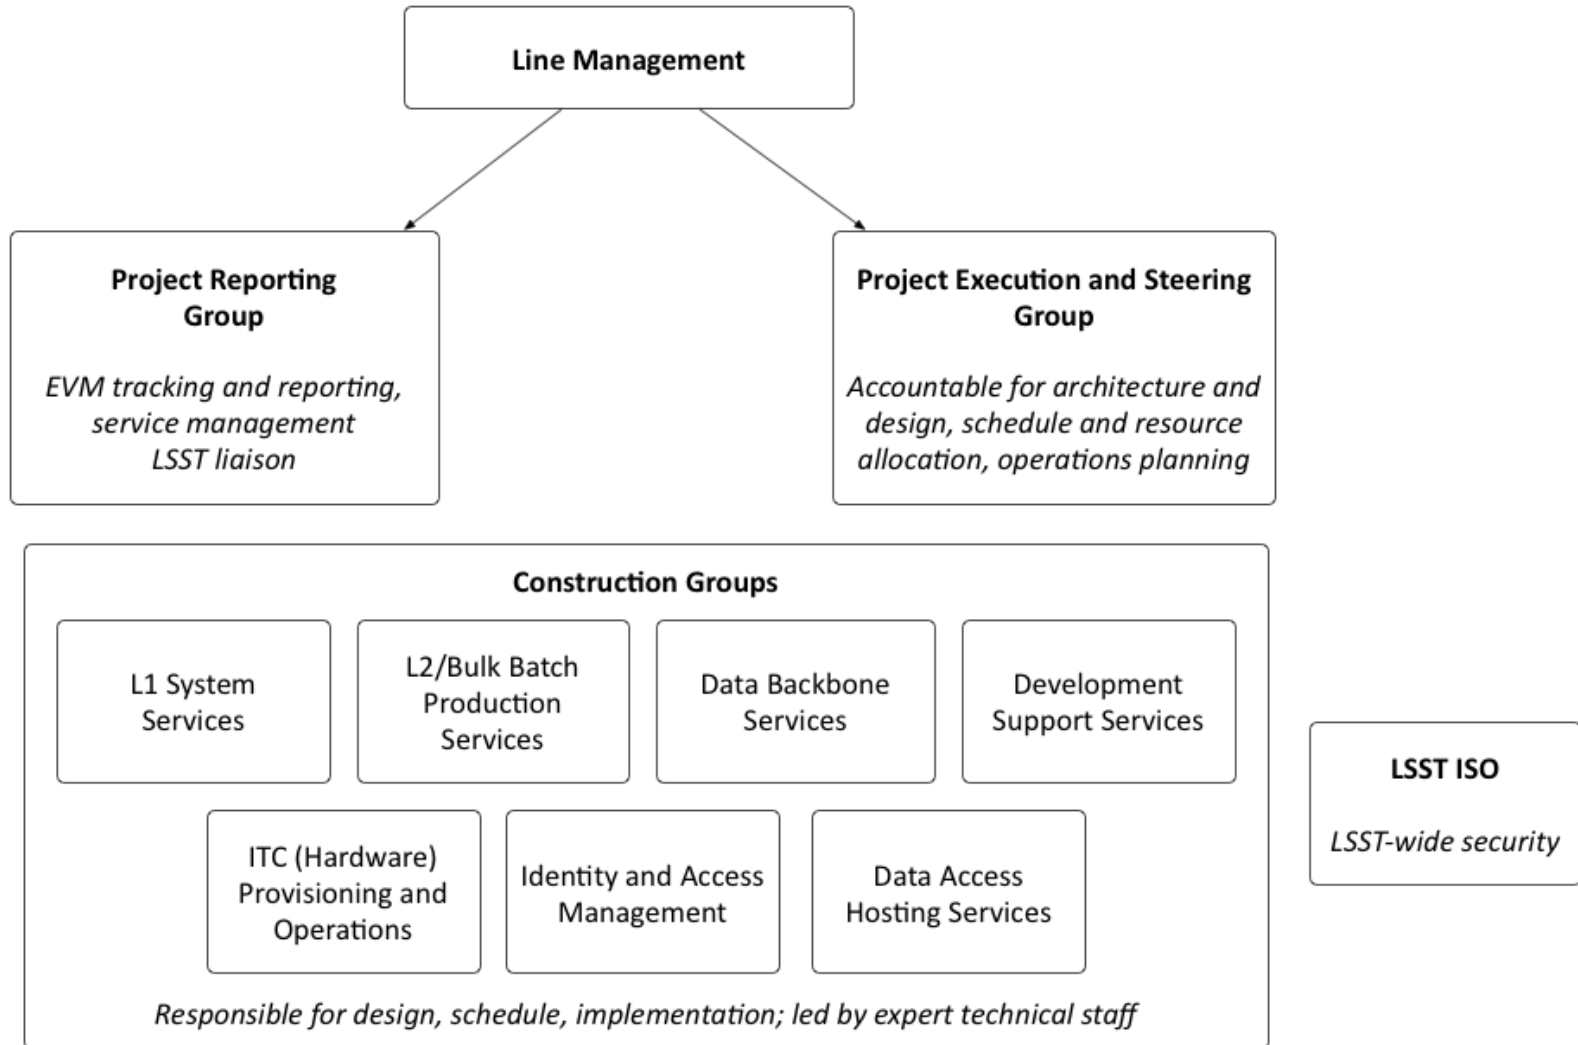 Line Management
Project Reporting
Group
EVM tracking and reporting,
service management
LSST liaison
Project Execution and Steering
Group
Accountable for architecture and
design, schedule and resource
allocation, operations planning
Construction Groups
L1 System
Services
L2/Bulk Batch
Production
Services
Data Backbone
Services
Development
Support Services
ITC (Hardware)
Provisioning and
Operations
Identity and Access
Management
Data Access
Hosting Services
Responsible for design, schedule, implementation; led by expert technical staff
LSST ISO
LSST-wide security